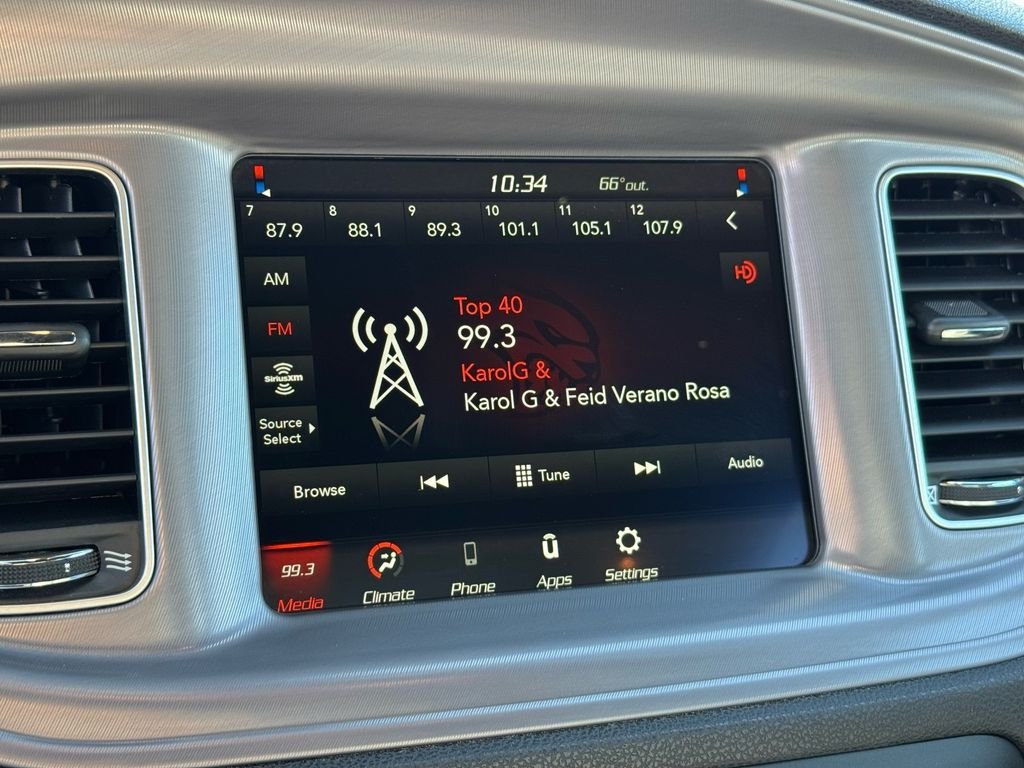 10:34 66°out.
7 8 9 10 11 12
87.9 88.1 89.3 101.1 105.1 107.9
AM
HD
FM
SiriusXM
Source
Select
Top 40
99.3
KarolG &
Karol G & Feid Verano Rosa
Browse Tune Audio
99.3
Media Climate Phone Apps Settings